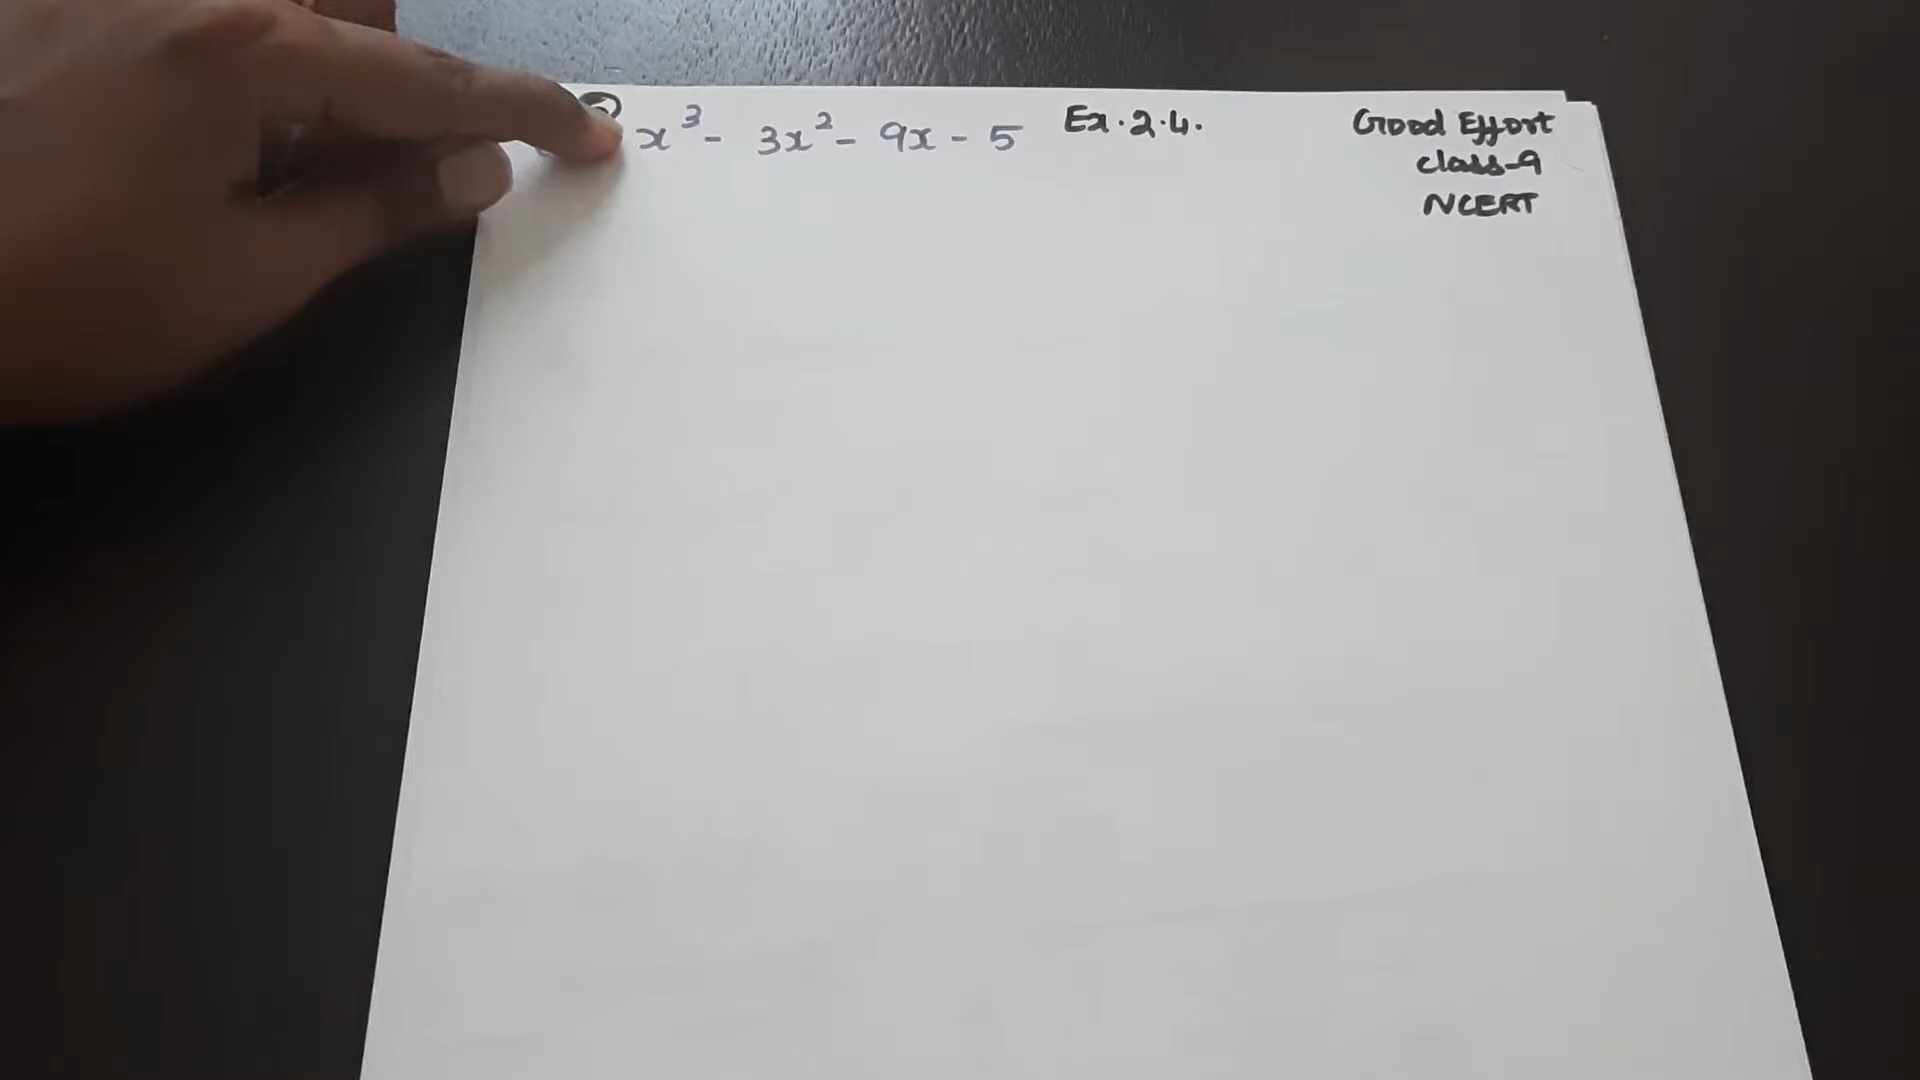 x³ - 3x² - 9x - 5 Ex.2.4.
Good Effort
class-9
NCERT